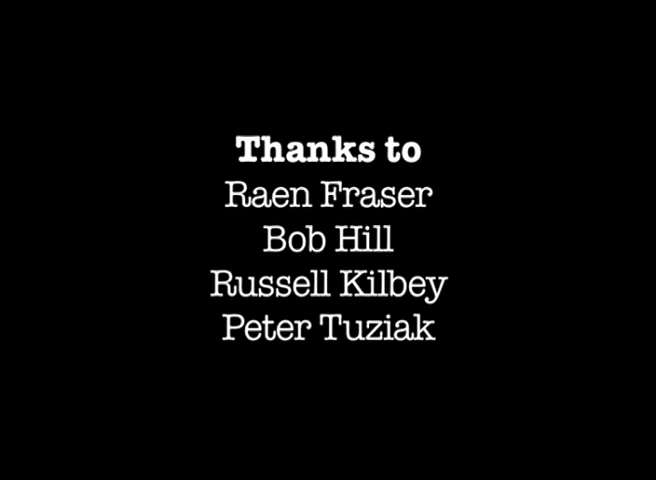 Thanks to
Raen Fraser
Bob Hill
Russell Kilbey
Peter Tuziak